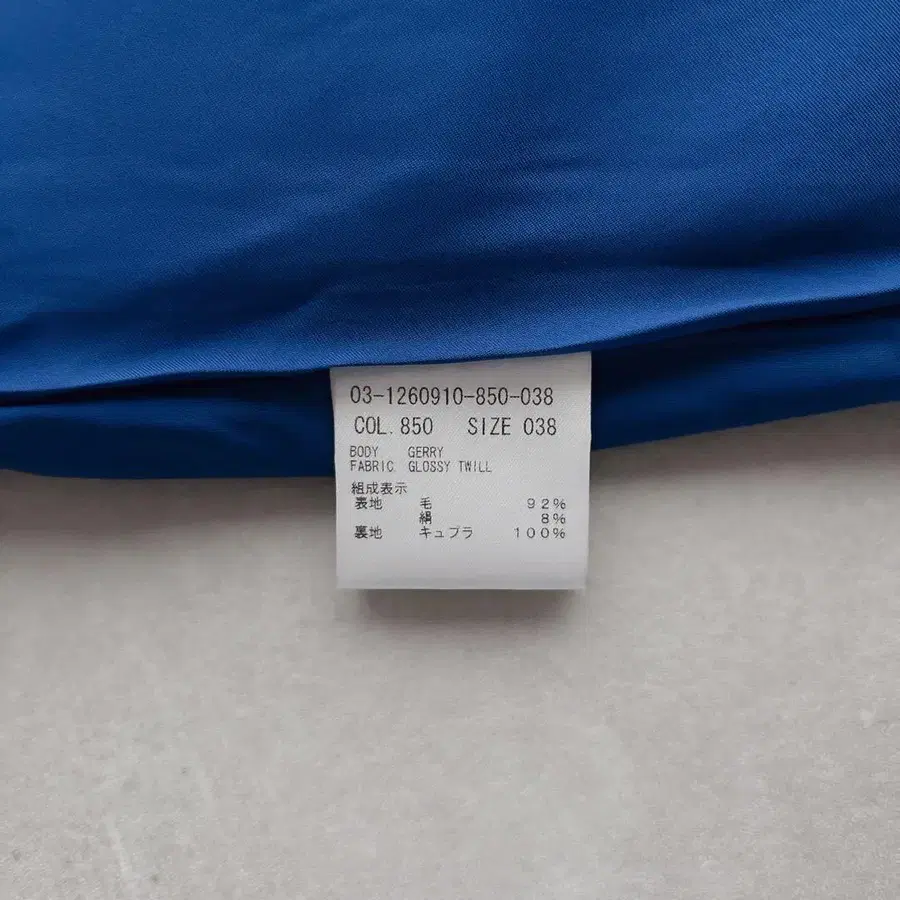 03-1260910-850-038
COL. 850 SIZE 038
BODY GERRY
FABRIC GLOSSY TWILL
組成表示
表地 毛 92%
絹 8%
裏地 キュプラ 100%